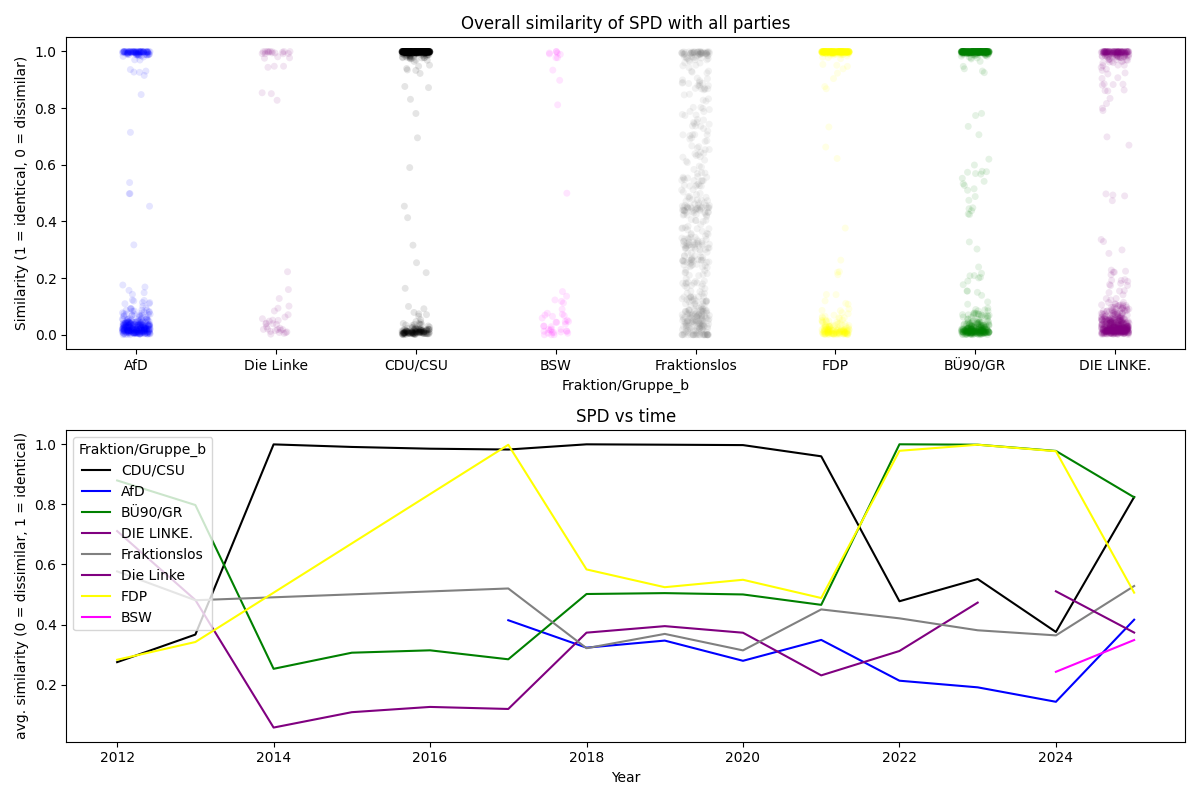 Overall similarity of SPD with all parties
Similarity (1 = identical, 0 = dissimilar)
1.0
0.8
0.6
0.4
0.2
0.0
AfD Die Linke CDU/CSU BSW Fraktionslos FDP BÜ90/GR DIE LINKE.
Fraktion/Gruppe_b
SPD vs time
avg. similarity (0 = dissimilar, 1 = identical)
1.0
0.8
0.6
0.4
0.2
Fraktion/Gruppe_b
CDU/CSU
AfD
BÜ90/GR
DIE LINKE.
Fraktionslos
Die Linke
FDP
BSW
2012 2014 2016 2018 2020 2022 2024
Year